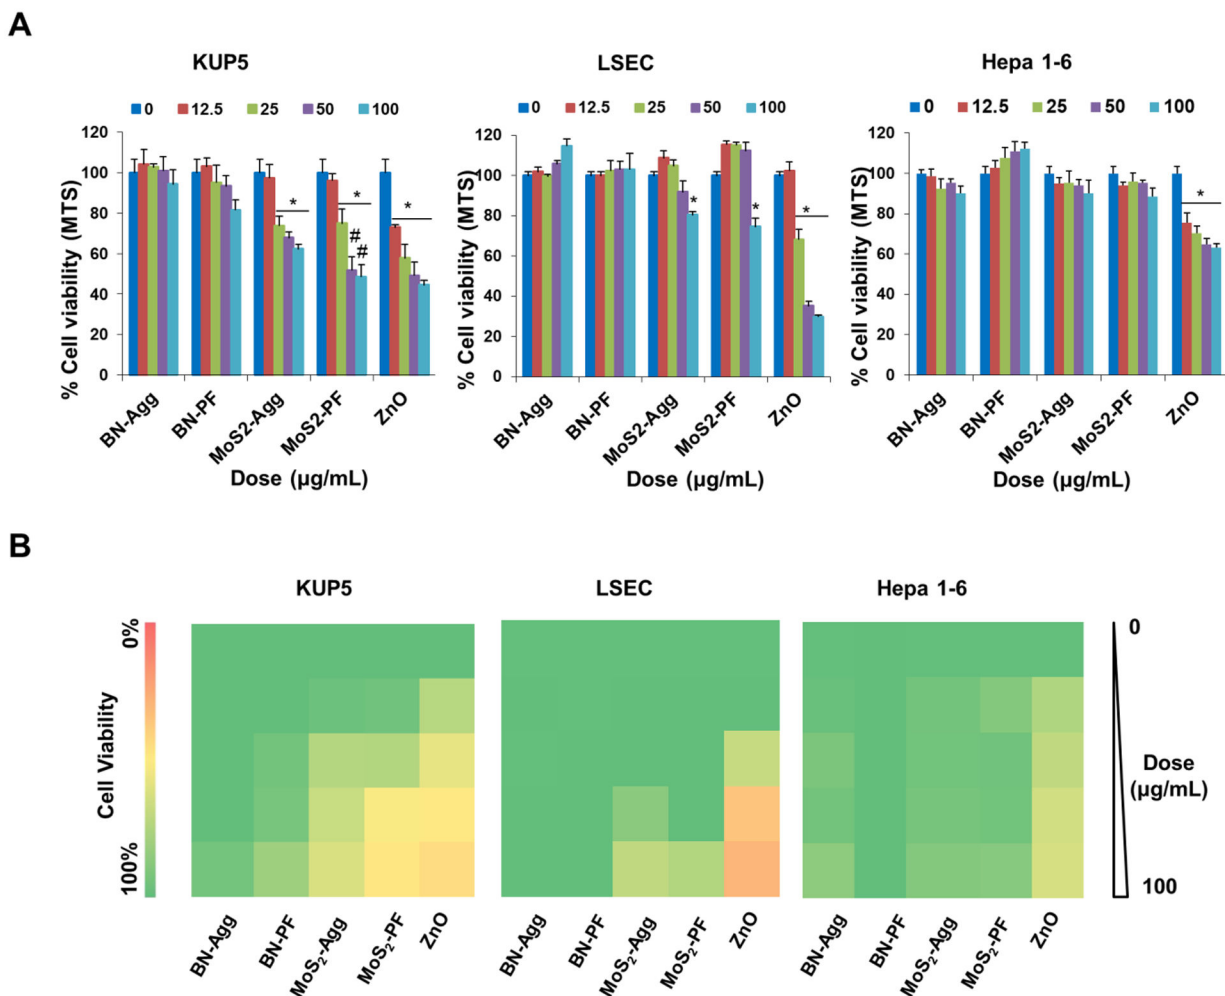 A
KUP5
LSEC
Hepa 1-6
0 12.5 25 50 100
0 12.5 25 50 100
0 12.5 25 50 100
% Cell viability (MTS)
120
100
80
60
40
20
0
*
*
*
#
#
BN-Agg
BN-PF
MoS2-Agg
MoS2-PF
ZnO
Dose (µg/mL)
% Cell viability (MTS)
120
100
80
60
40
20
0
*
*
*
BN-Agg
BN-PF
MoS2-Agg
MoS2-PF
ZnO
Dose (µg/mL)
% Cell viability (MTS)
120
100
80
60
40
20
0
*
BN-Agg
BN-PF
MoS2-Agg
MoS2-PF
ZnO
Dose (µg/mL)
B
KUP5
LSEC
Hepa 1-6
0%
Cell Viability
100%
BN-Agg
BN-PF
MoS₂-Agg
MoS₂-PF
ZnO
BN-Agg
BN-PF
MoS₂-Agg
MoS₂-PF
ZnO
BN-Agg
BN-PF
MoS₂-Agg
MoS₂-PF
ZnO
0
Dose
(µg/mL)
100